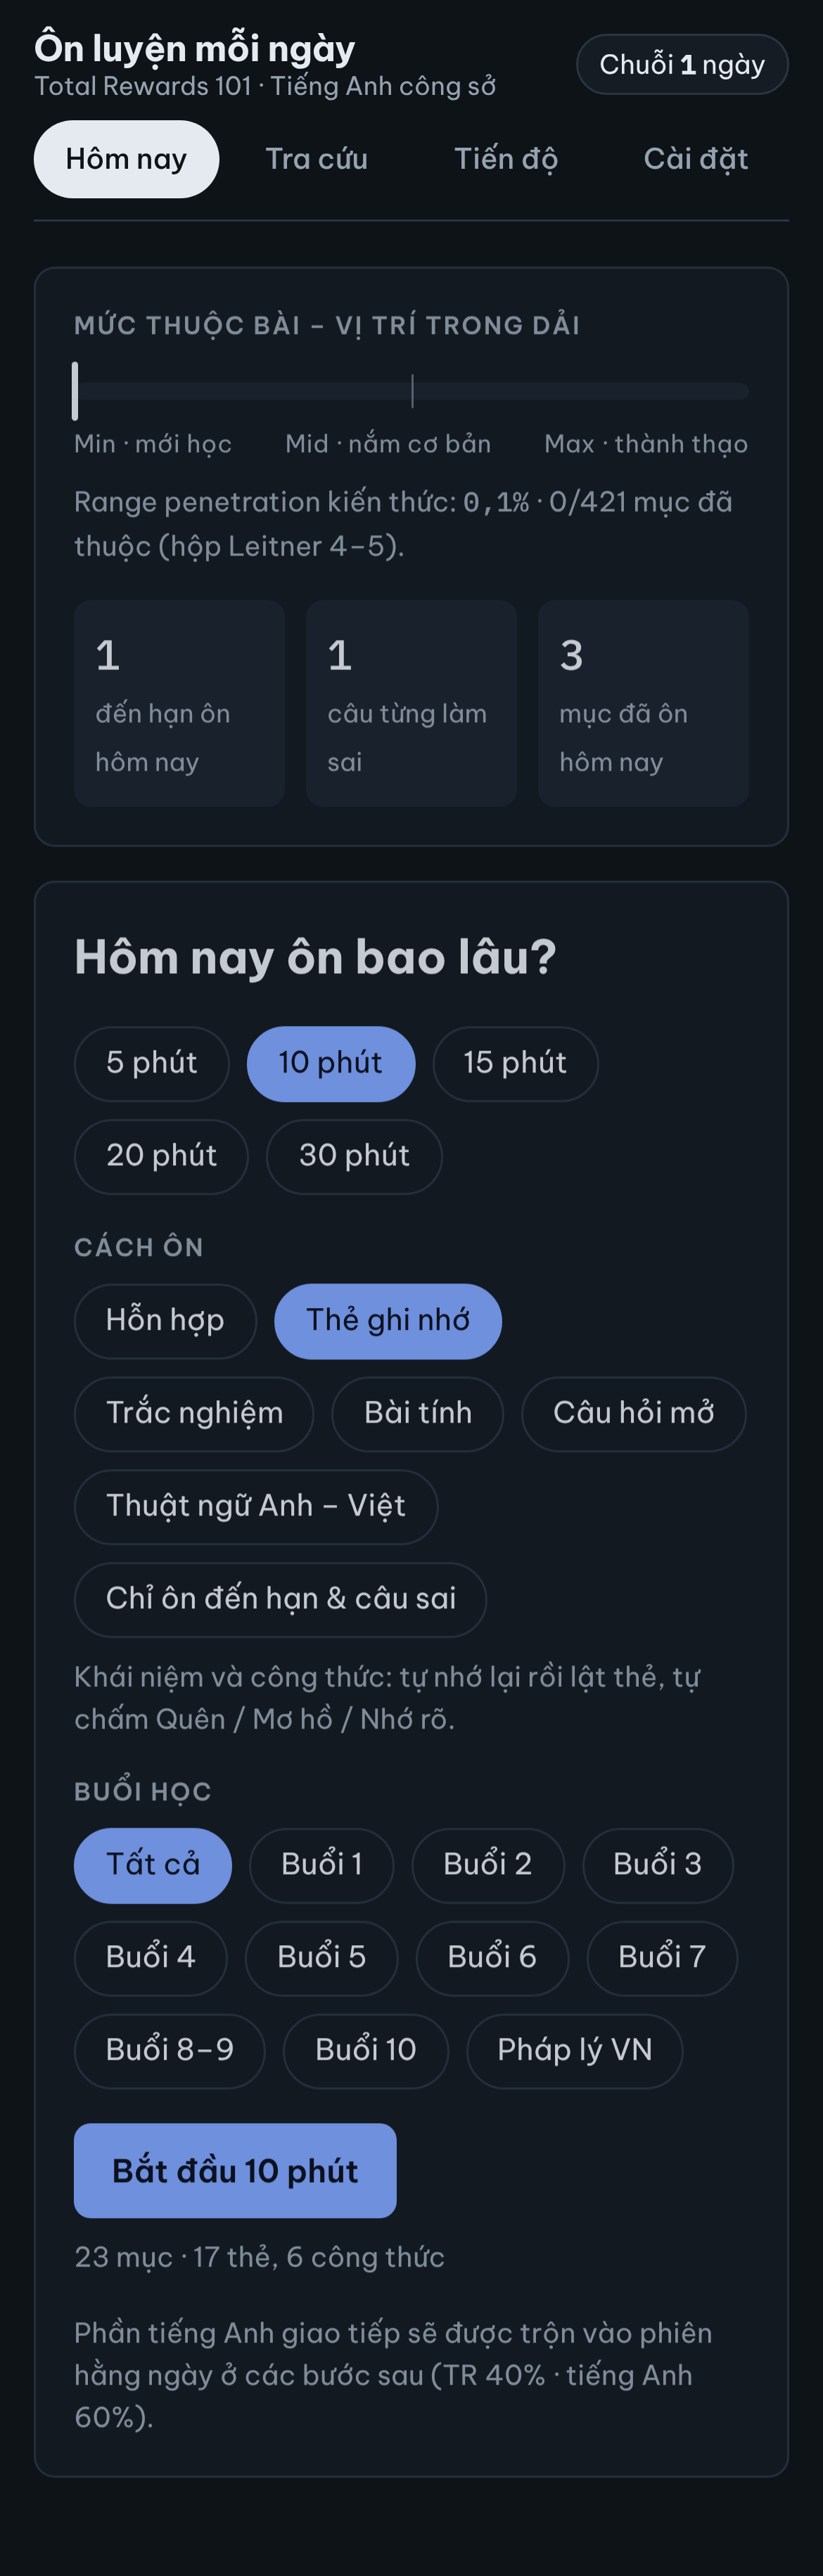 Ôn luyện mỗi ngày
Total Rewards 101 · Tiếng Anh công sở
Chuỗi 1 ngày
Hôm nay
Tra cứu
Tiến độ
Cài đặt
MỨC THUỘC BÀI – VỊ TRÍ TRONG DẢI
Min · mới học
Mid · nắm cơ bản
Max · thành thạo
Range penetration kiến thức: 0,1% · 0/421 mục đã
thuộc (hộp Leitner 4–5).
1
đến hạn ôn
hôm nay
1
câu từng làm
sai
3
mục đã ôn
hôm nay
Hôm nay ôn bao lâu?
5 phút
10 phút
15 phút
20 phút
30 phút
CÁCH ÔN
Hỗn hợp
Thẻ ghi nhớ
Trắc nghiệm
Bài tính
Câu hỏi mở
Thuật ngữ Anh – Việt
Chỉ ôn đến hạn & câu sai
Khái niệm và công thức: tự nhớ lại rồi lật thẻ, tự
chấm Quên / Mơ hồ / Nhớ rõ.
BUỔI HỌC
Tất cả
Buổi 1
Buổi 2
Buổi 3
Buổi 4
Buổi 5
Buổi 6
Buổi 7
Buổi 8–9
Buổi 10
Pháp lý VN
Bắt đầu 10 phút
23 mục · 17 thẻ, 6 công thức
Phần tiếng Anh giao tiếp sẽ được trộn vào phiên
hằng ngày ở các bước sau (TR 40% · tiếng Anh
60%).